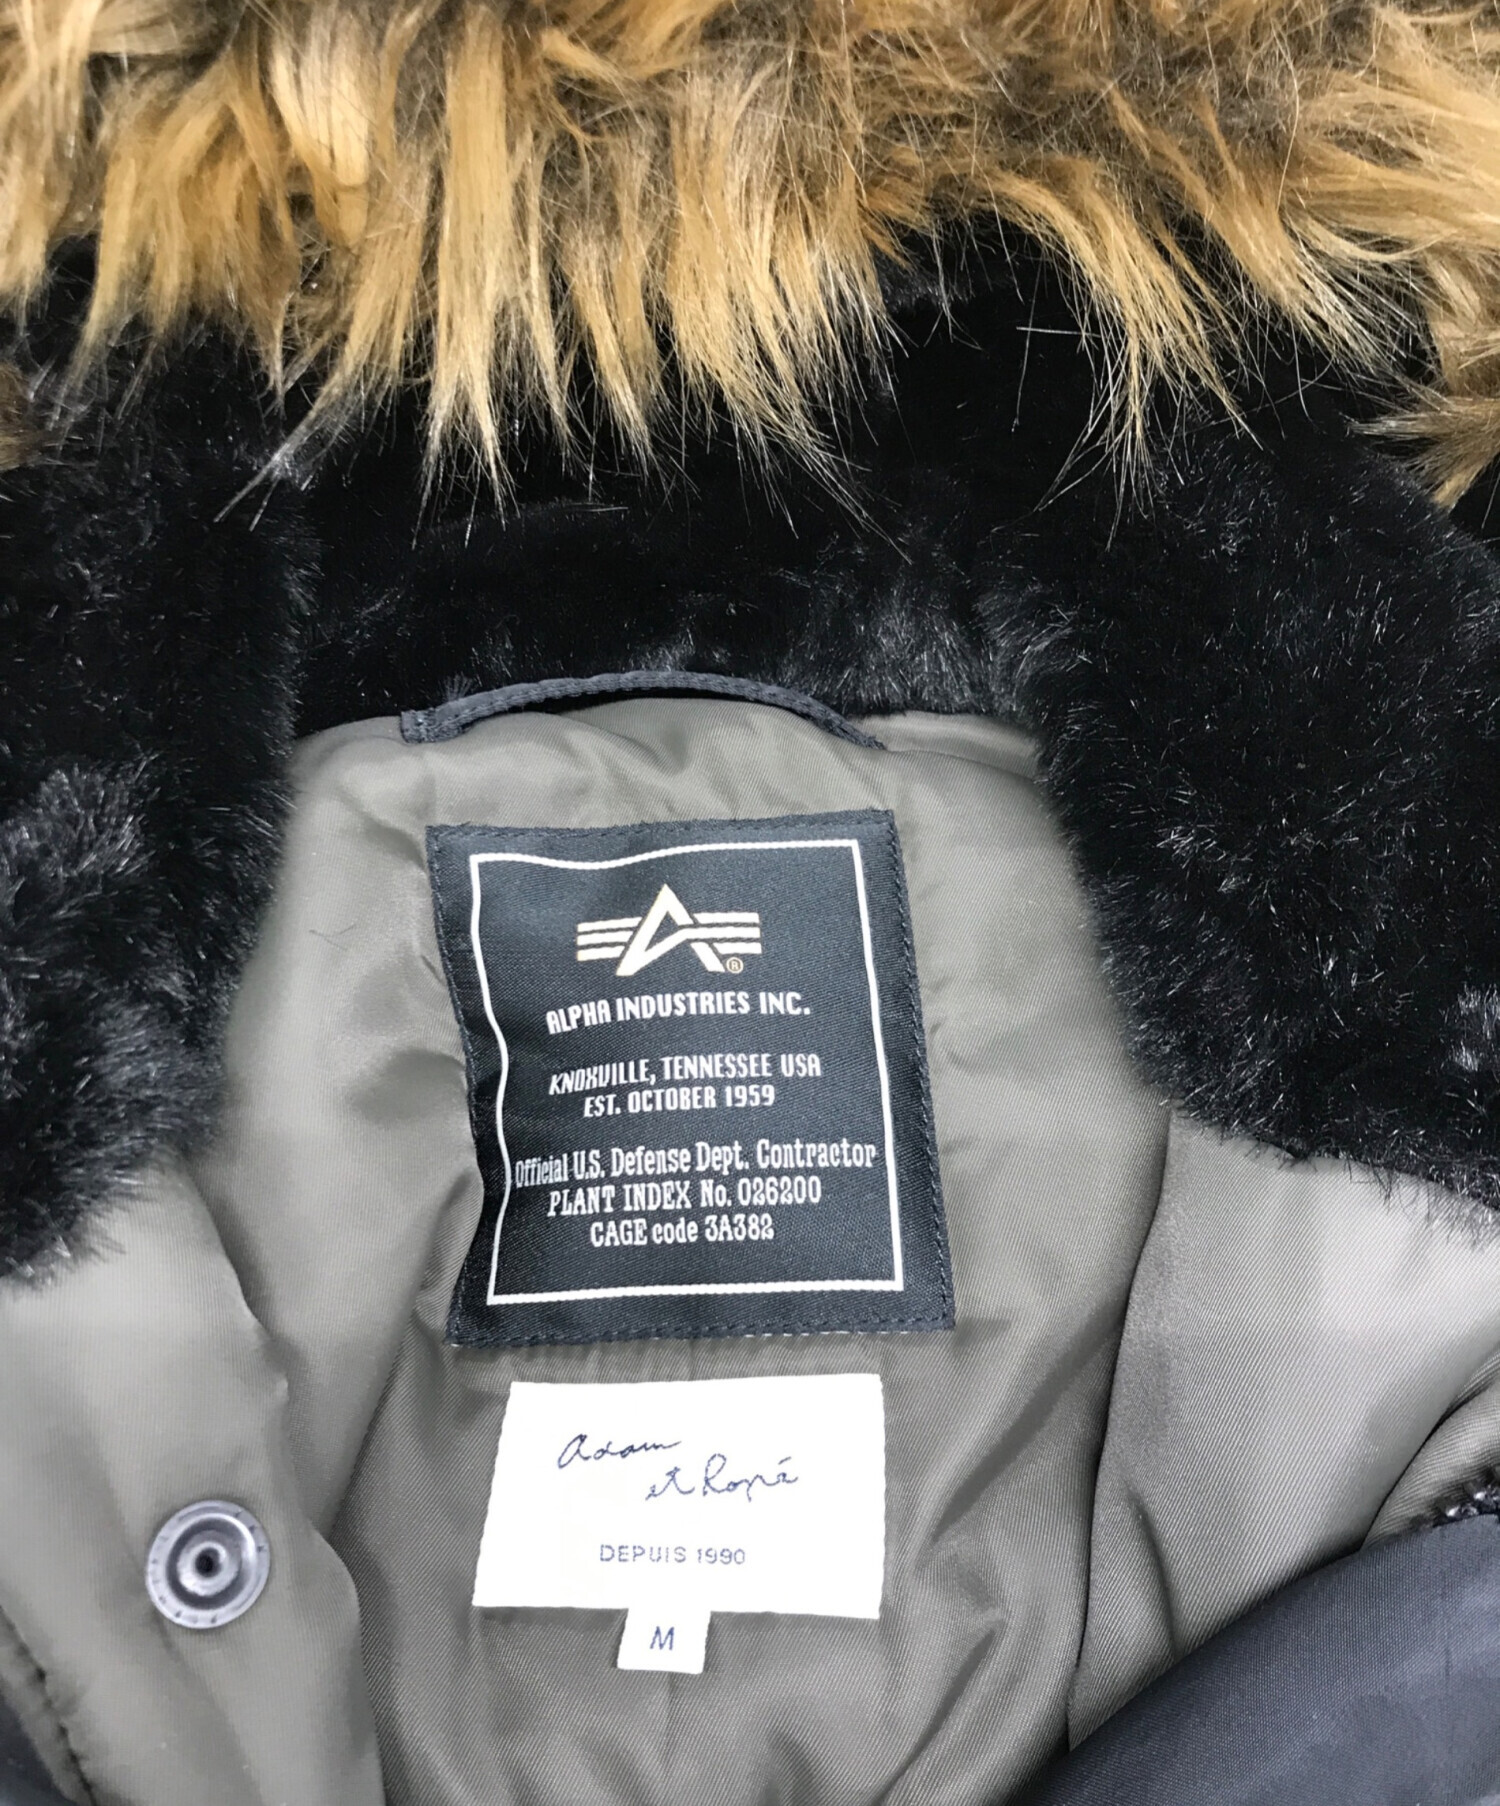 ®
ALPHA INDUSTRIES INC.
KNOXVILLE, TENNESSEE USA
EST. OCTOBER 1959
Official U.S. Defense Dept. Contractor
PLANT INDEX No. 026200
CAGE code 3A382
Adam
et Ropé
DEPUIS 1990
M